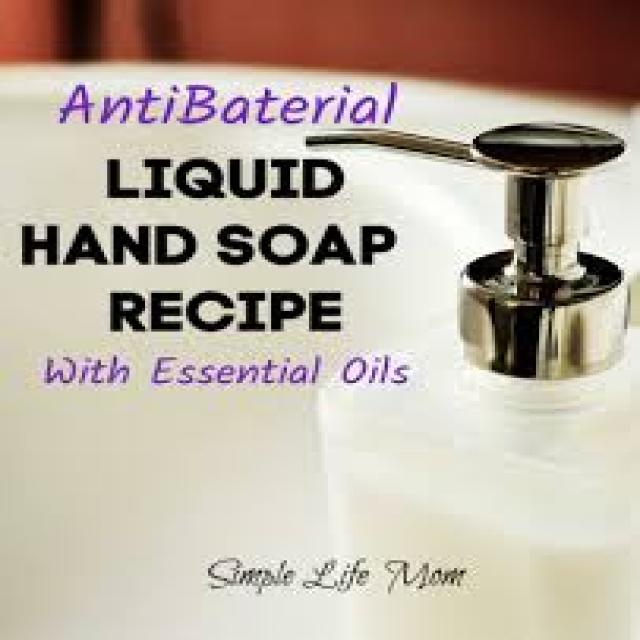 AntiBaterial
LIQUID
HAND SOAP
RECIPE
With Essential Oils
Simple Life Mom